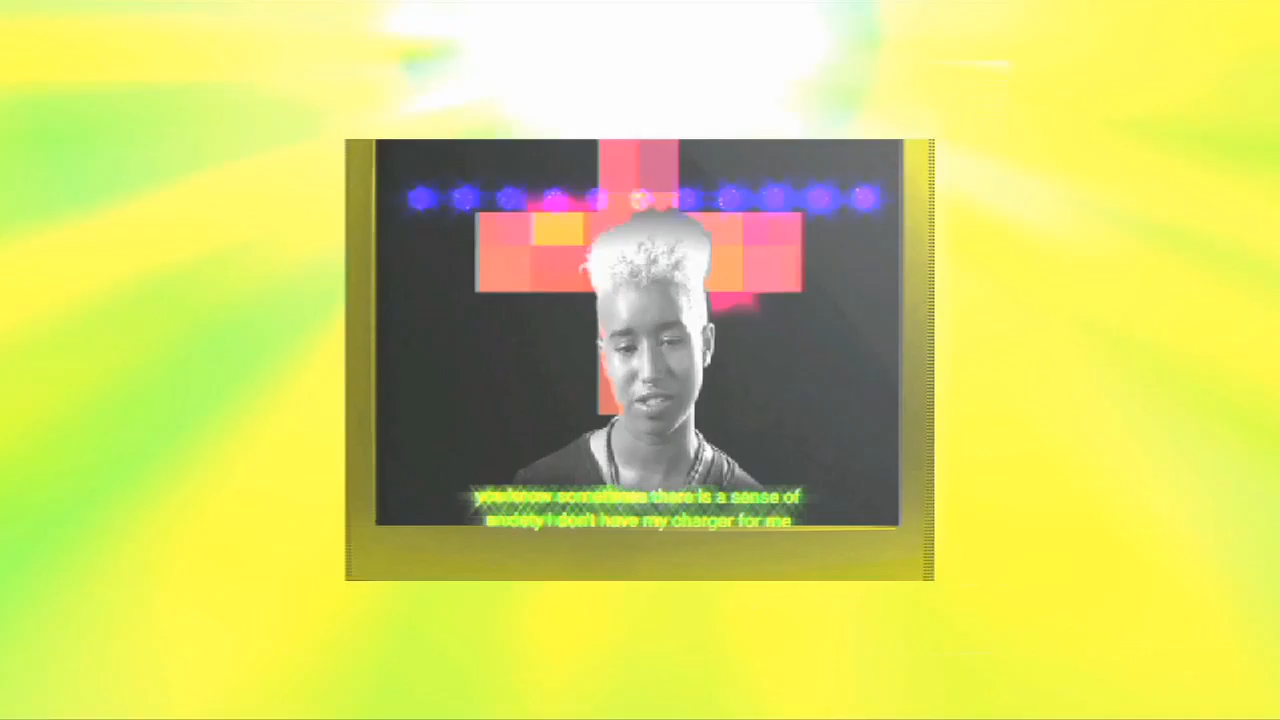 you know sometimes there is a sense of
anxiety i don't have my charger for me